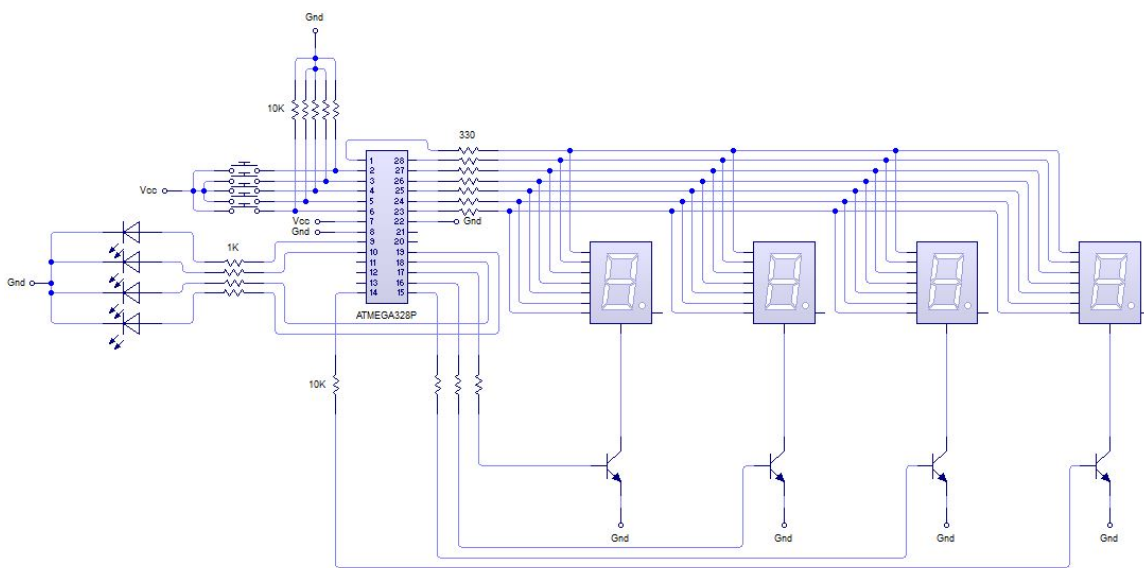 Gnd
10K
330
1 28
2 27
Vcc
3 26
4 25
5 24
6 23
Vcc
7 22
Gnd
Gnd
8 21
1K
9 20
10 19
11 18
12 17
Gnd
13 16
14 15
ATMEGA328P
10K
Gnd
Gnd
Gnd
Gnd